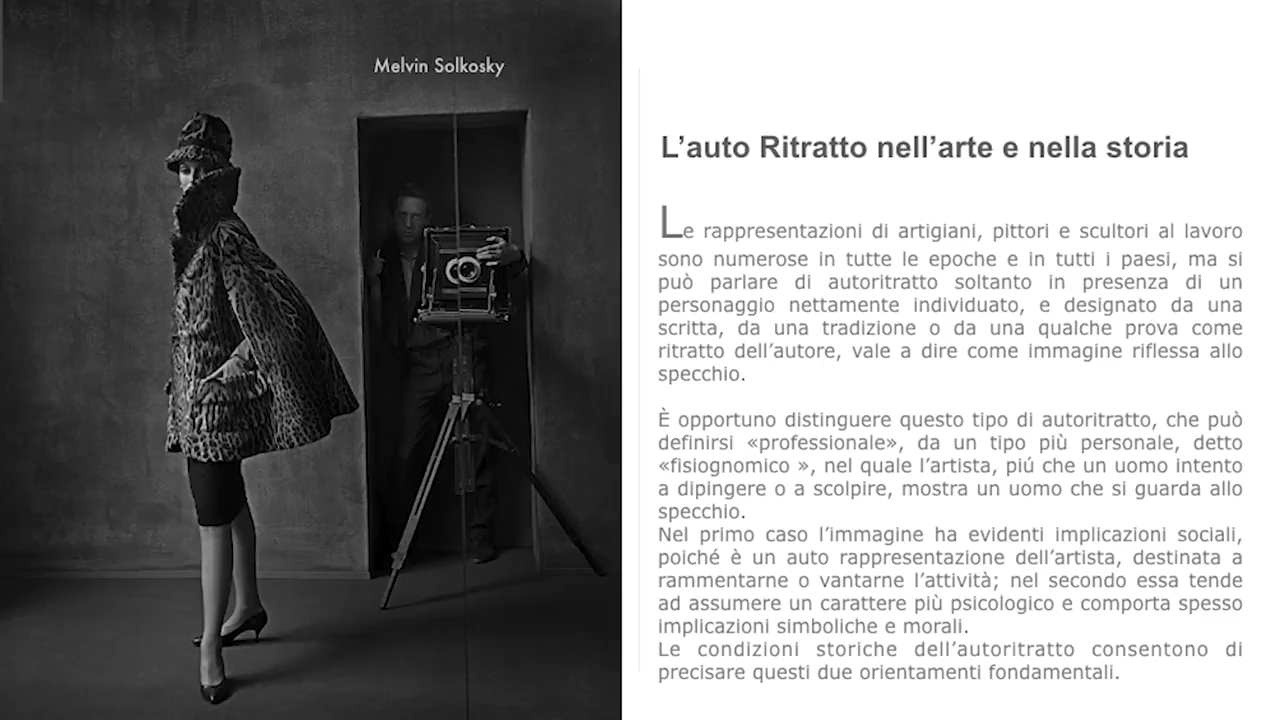 Melvin Solkosky
L’auto Ritratto nell’arte e nella storia
Le rappresentazioni di artigiani, pittori e scultori al lavoro
sono numerose in tutte le epoche e in tutti i paesi, ma si
può parlare di autoritratto soltanto in presenza di un
personaggio nettamente individuato, e designato da una
scritta, da una tradizione o da una qualche prova come
ritratto dell’autore, vale a dire come immagine riflessa allo
specchio.
È opportuno distinguere questo tipo di autoritratto, che può
definirsi «professionale», da un tipo più personale, detto
«fisiognomico », nel quale l’artista, piú che un uomo intento
a dipingere o a scolpire, mostra un uomo che si guarda allo
specchio.
Nel primo caso l’immagine ha evidenti implicazioni sociali,
poiché è un auto rappresentazione dell’artista, destinata a
rammentarne o vantarne l’attività; nel secondo essa tende
ad assumere un carattere più psicologico e comporta spesso
implicazioni simboliche e morali.
Le condizioni storiche dell’autoritratto consentono di
precisare questi due orientamenti fondamentali.